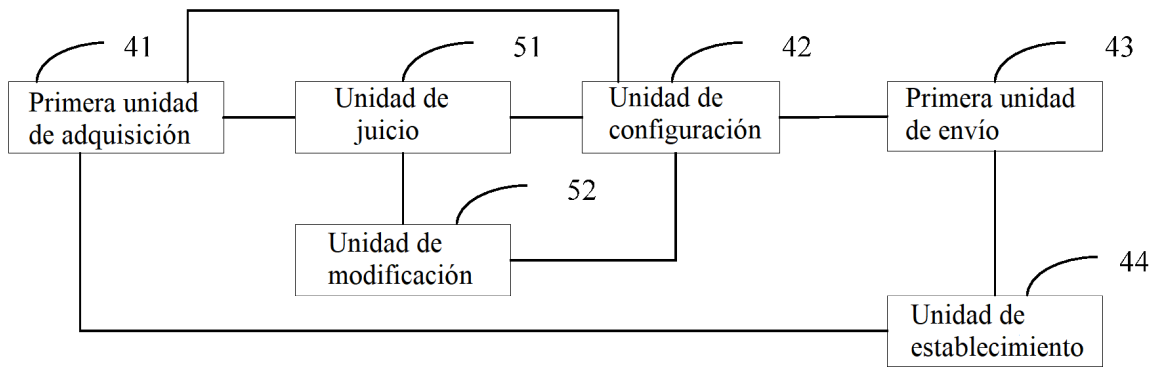 41
51
42
43
Primera unidad
de adquisición
Unidad de
juicio
Unidad de
configuración
Primera unidad
de envío
52
Unidad de
modificación
44
Unidad de
establecimiento